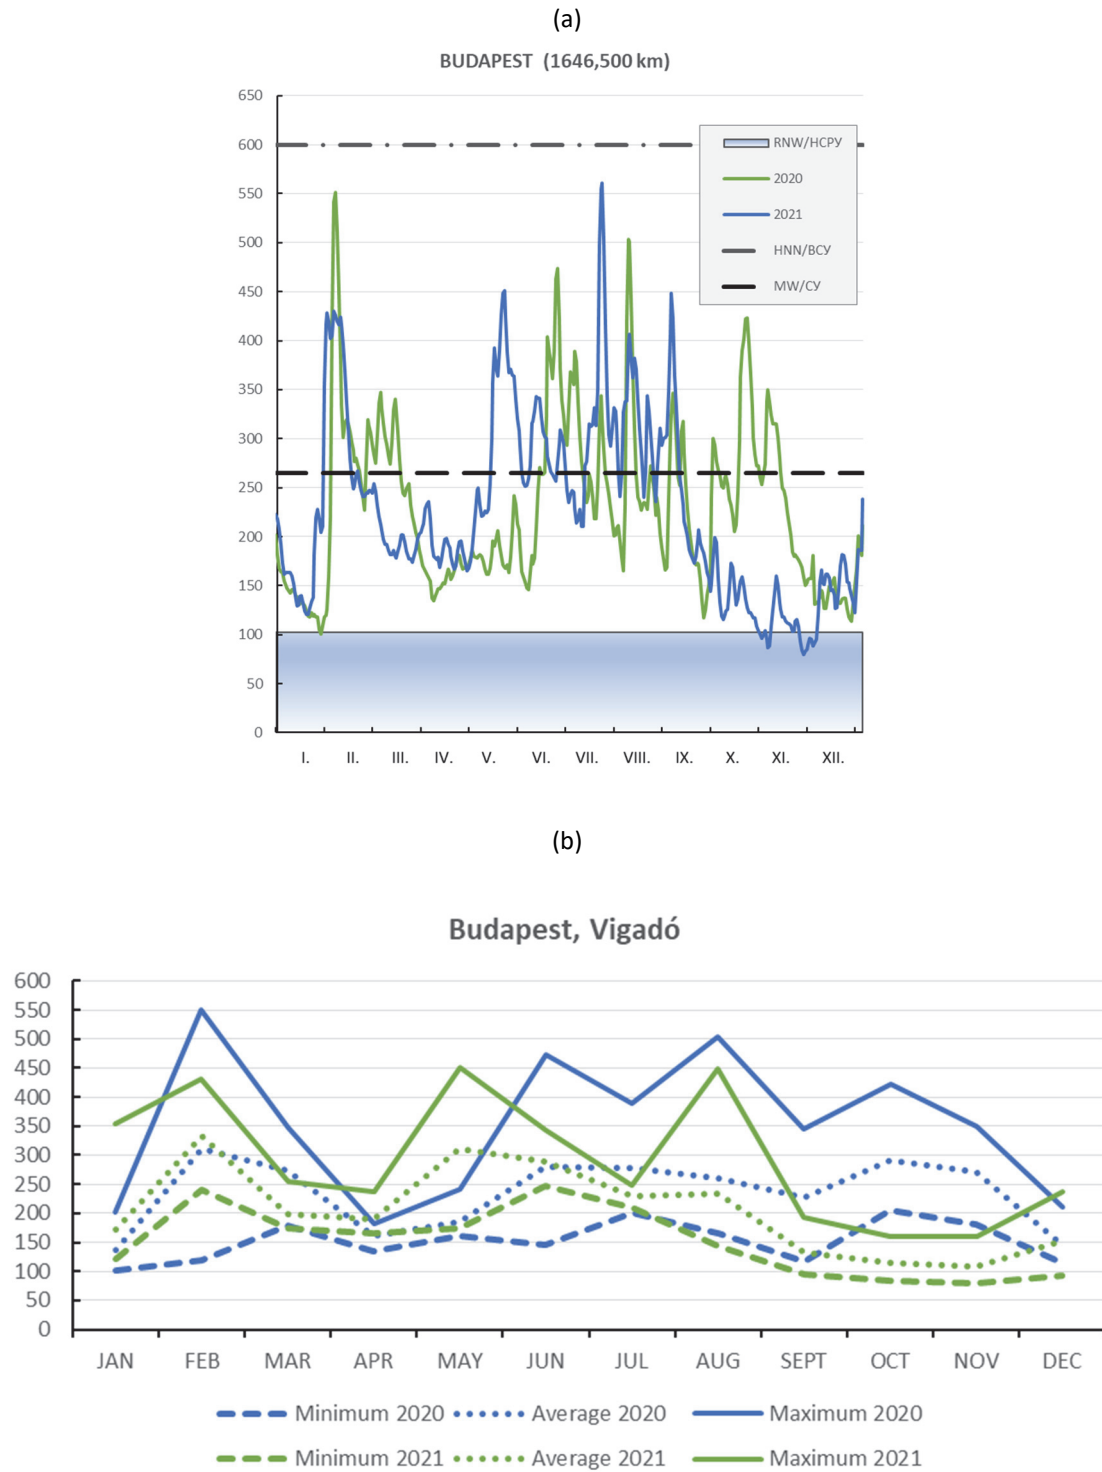 (a)
BUDAPEST (1646,500 km)
650
600
550
500
450
400
350
300
250
200
150
100
50
0
RNW/НСРУ
2020
2021
HNN/ВСУ
MW/СУ
I. II. III. IV. V. VI. VII. VIII. IX. X. XI. XII.
(b)
Budapest, Vigadó
600
550
500
450
400
350
300
250
200
150
100
50
0
JAN FEB MAR APR MAY JUN JUL AUG SEPT OCT NOV DEC
Minimum 2020 Average 2020 Maximum 2020
Minimum 2021 Average 2021 Maximum 2021